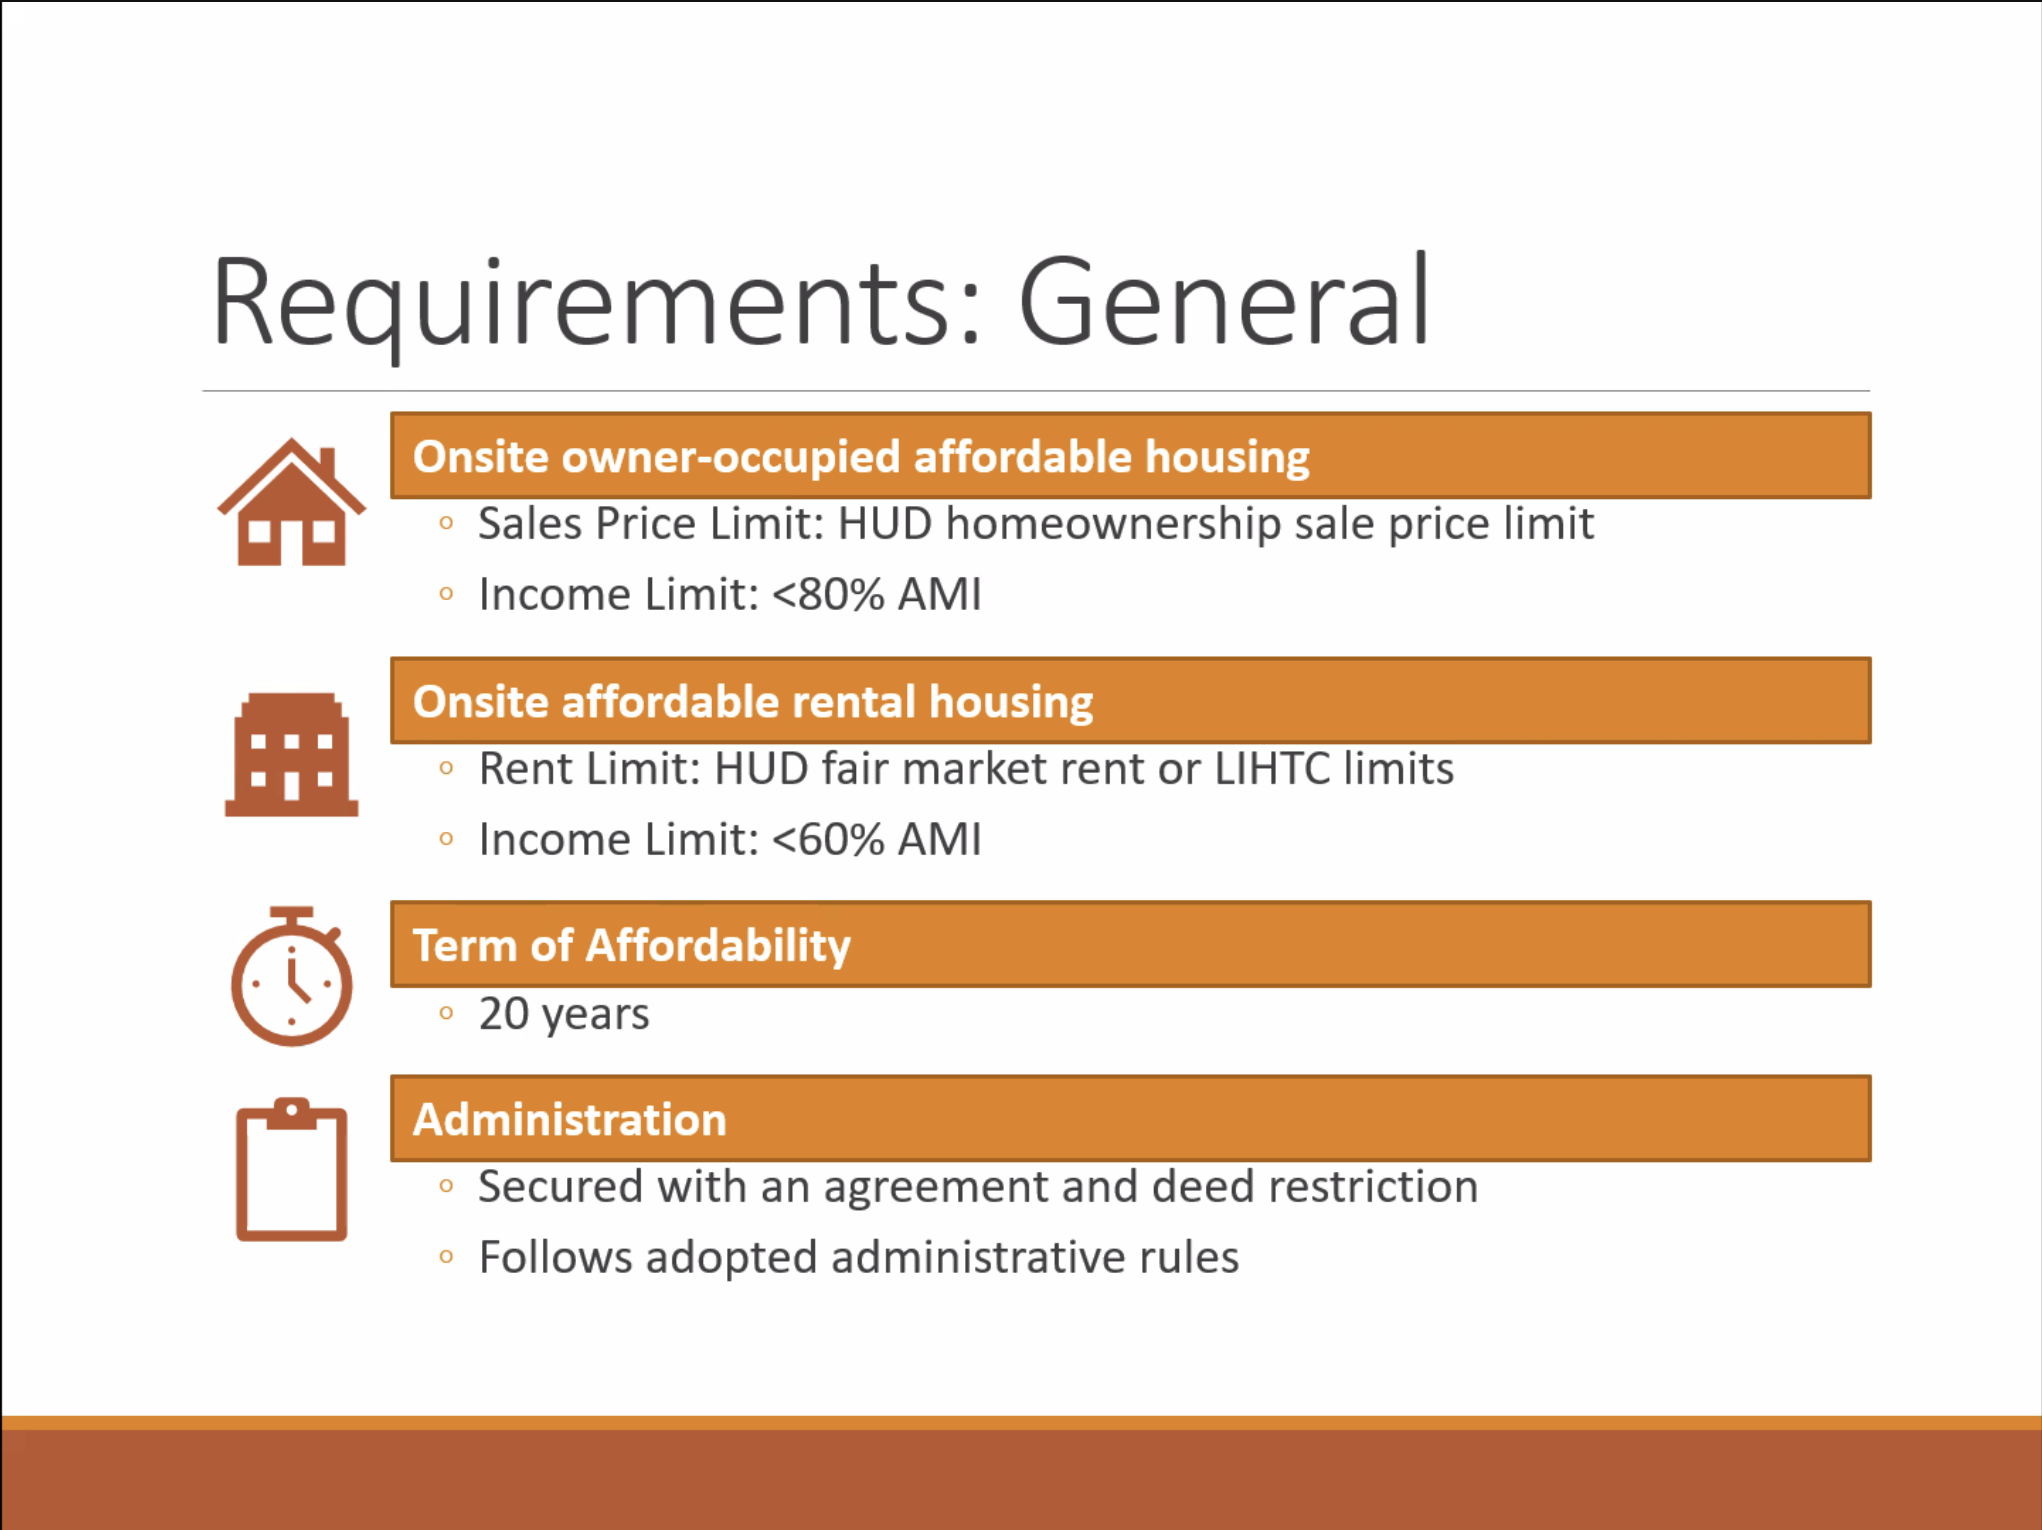 Requirements: General
Onsite owner-occupied affordable housing
◦ Sales Price Limit: HUD homeownership sale price limit
◦ Income Limit: <80% AMI
Onsite affordable rental housing
◦ Rent Limit: HUD fair market rent or LIHTC limits
◦ Income Limit: <60% AMI
Term of Affordability
◦ 20 years
Administration
◦ Secured with an agreement and deed restriction
◦ Follows adopted administrative rules